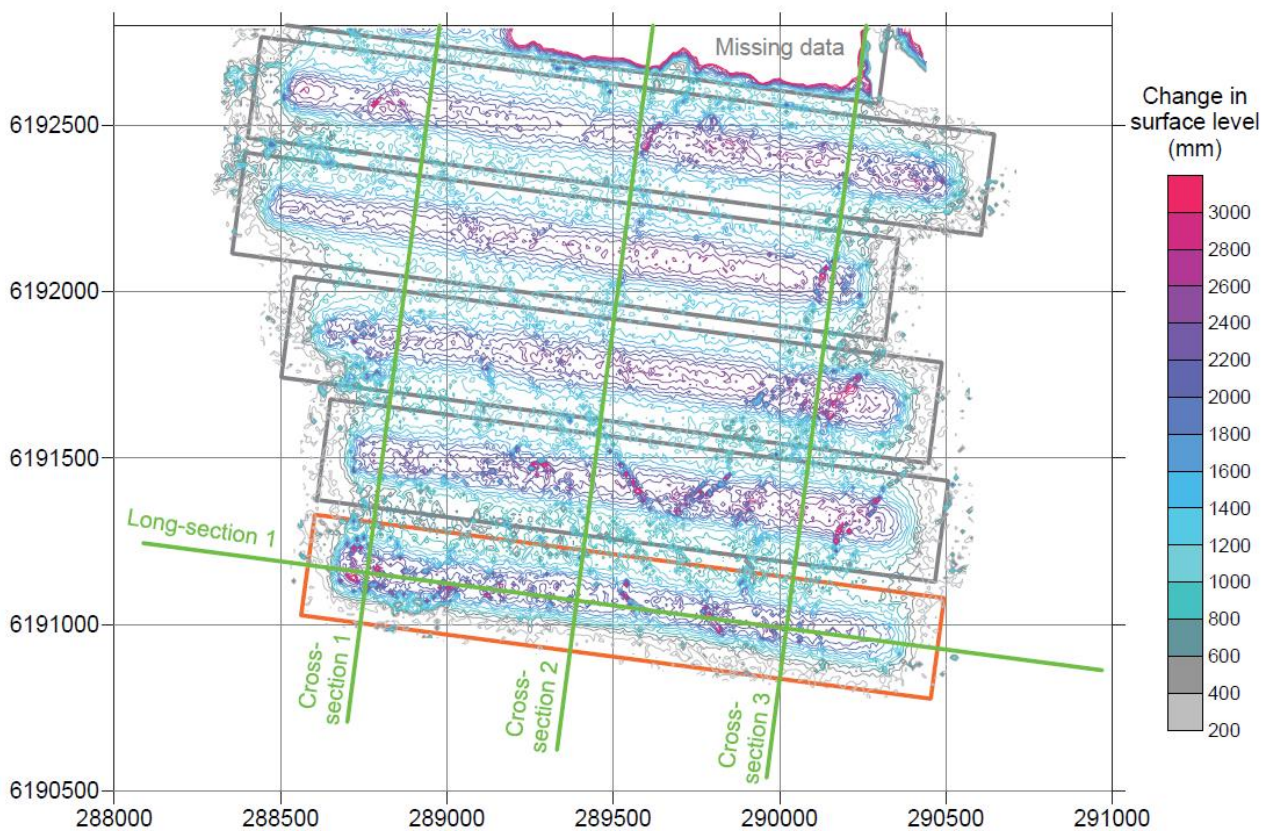 Missing data
Change in
surface level
(mm)
3000
2800
2600
2400
2200
2000
1800
1600
1400
1200
1000
800
600
400
200
6192500
6192000
6191500
6191000
6190500
Long-section 1
Cross-
section 1
Cross-
section 2
Cross-
section 3
288000
288500
289000
289500
290000
290500
291000